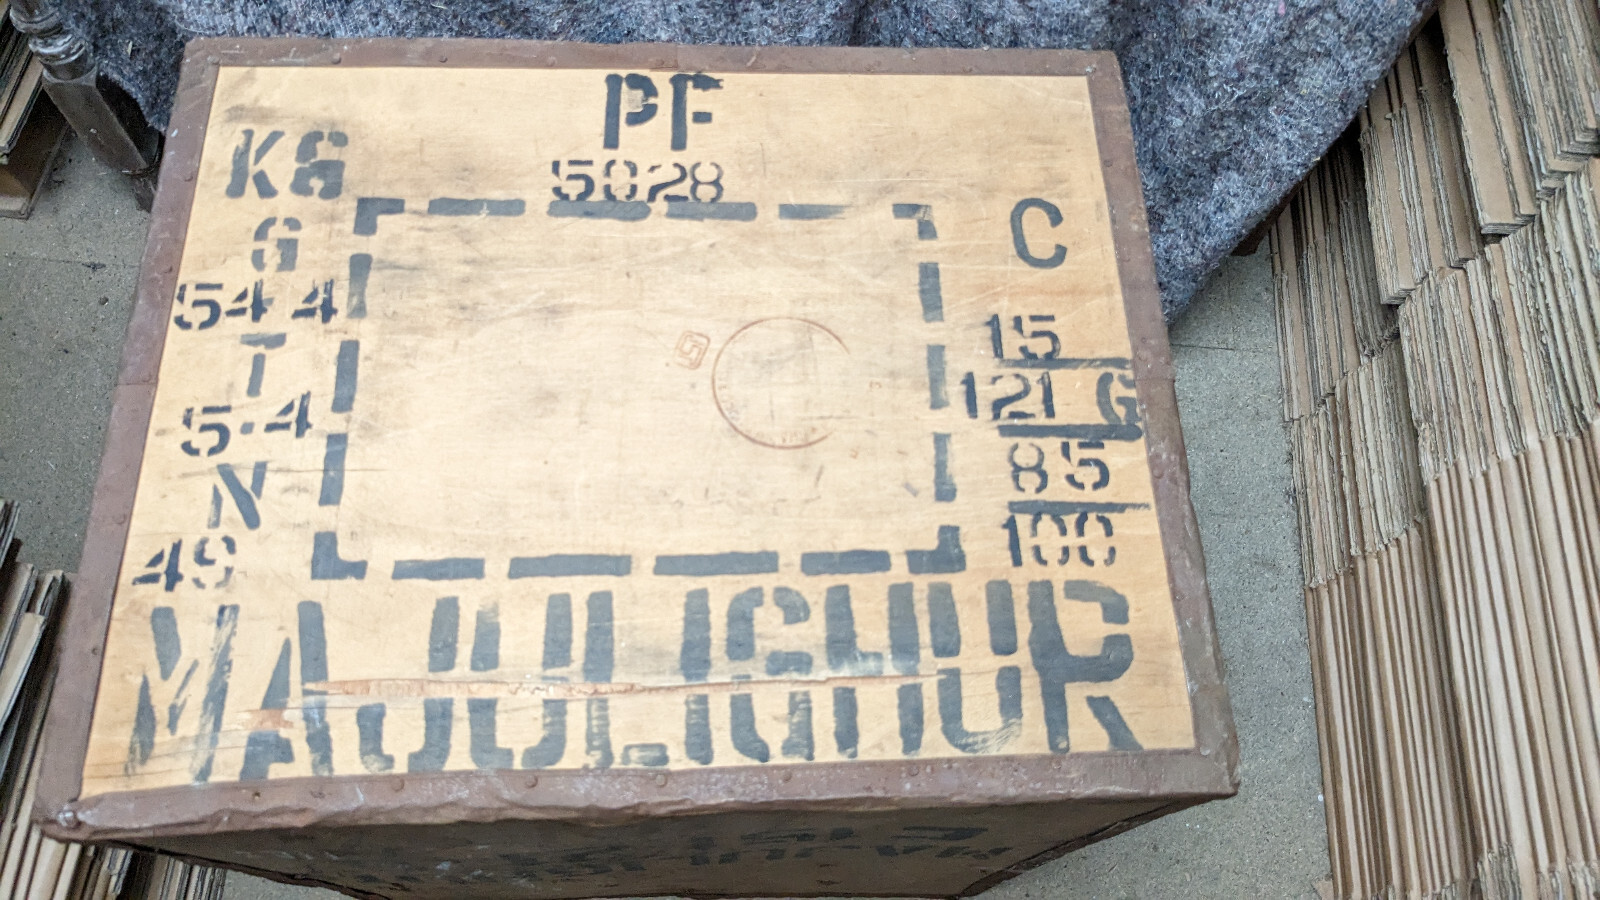 PF
5028
KG
G
54.4
T
5.4
N
49
C
15
121 G
85
100
MAJULIGHUR